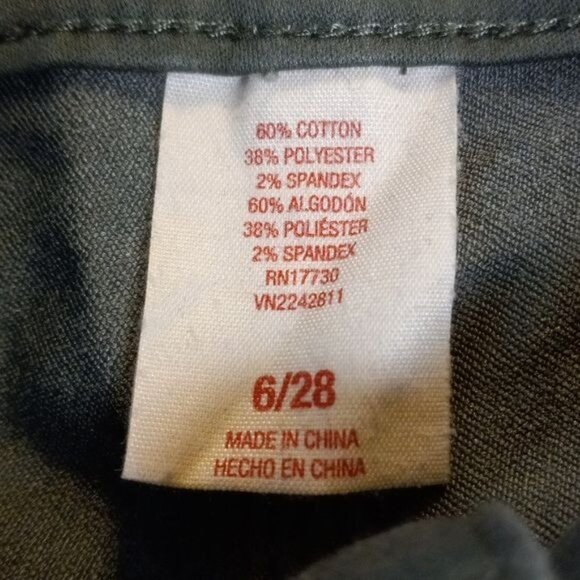 60% COTTON
38% POLYESTER
2% SPANDEX
60% ALGODÓN
38% POLIÉSTER
2% SPANDEX
RN17730
VN2242811
6/28
MADE IN CHINA
HECHO EN CHINA